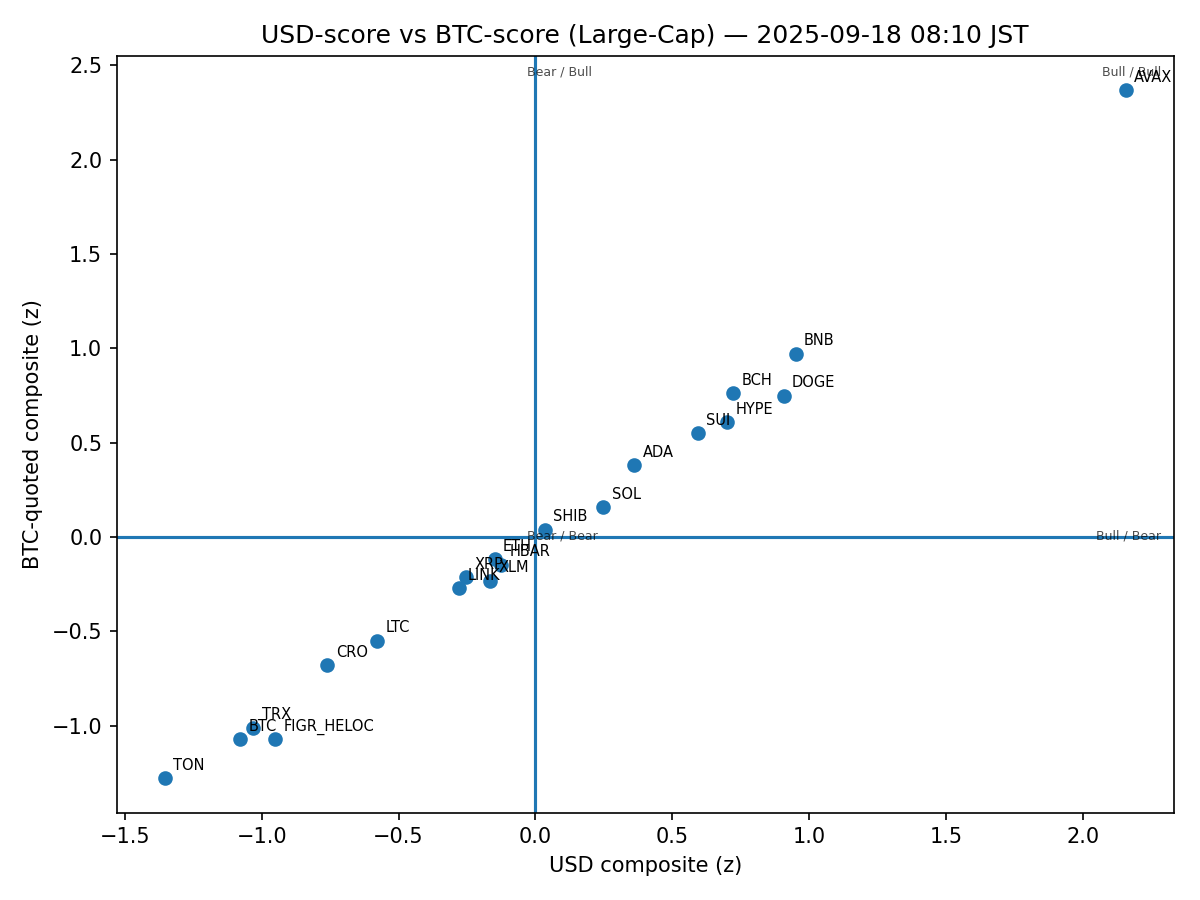 USD-score vs BTC-score (Large-Cap) — 2025-09-18 08:10 JST
2.5
Bear / Bull
Bull / Bull
AVAX
2.0
1.5
1.0
BNB
BCH
DOGE
HYPE
0.5
SUI
ADA
SOL
SHIB
0.0
Bear / Bear
Bull / Bear
ETH
HBAR
XRP
XLM
LINK
−0.5
LTC
CRO
−1.0
TRX
BTC
FIGR_HELOC
TON
−1.5
−1.0
−0.5
0.0
0.5
1.0
1.5
2.0
USD composite (z)
BTC-quoted composite (z)